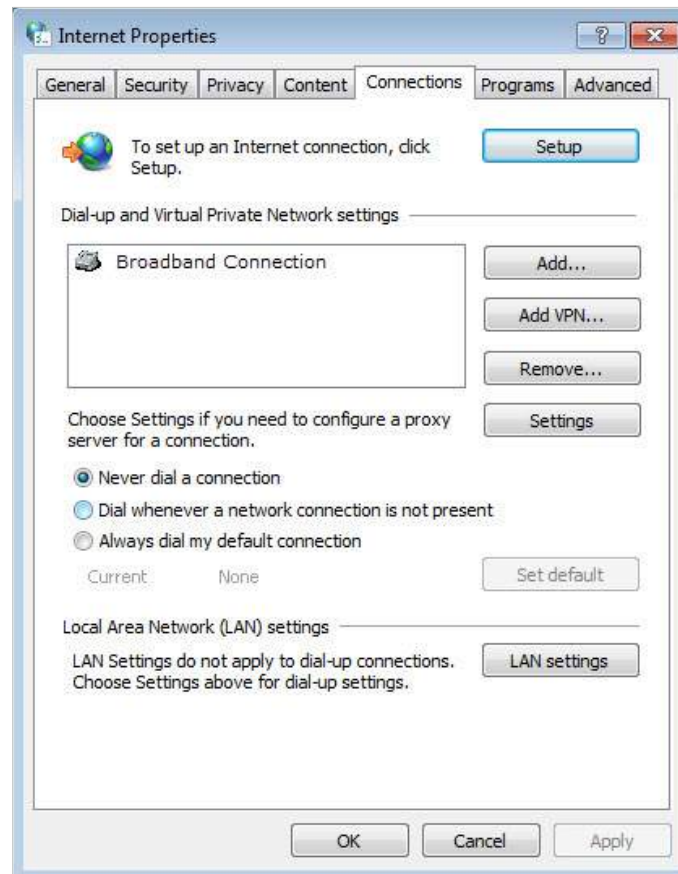 Internet Properties
General Security Privacy Content Connections Programs Advanced
To set up an Internet connection, click
Setup.
Setup
Dial-up and Virtual Private Network settings
Broadband Connection
Add...
Add VPN...
Remove...
Choose Settings if you need to configure a proxy
server for a connection.
Settings
Never dial a connection
Dial whenever a network connection is not present
Always dial my default connection
Current None
Set default
Local Area Network (LAN) settings
LAN Settings do not apply to dial-up connections.
Choose Settings above for dial-up settings.
LAN settings
OK Cancel Apply